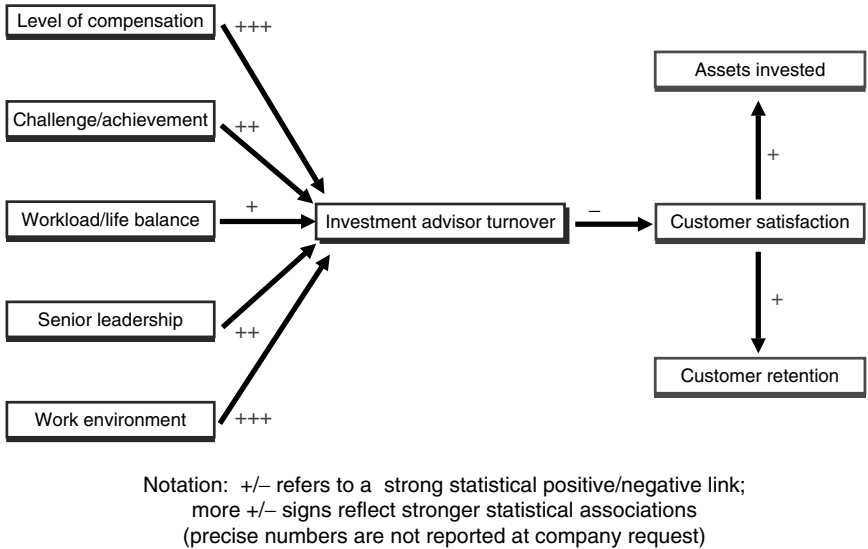 Level of compensation
+++
Challenge/achievement
++
Workload/life balance
+
Senior leadership
++
Work environment
+++
Investment advisor turnover
–
Assets invested
+
Customer satisfaction
+
Customer retention
Notation: +/– refers to a strong statistical positive/negative link;
more +/– signs reflect stronger statistical associations
(precise numbers are not reported at company request)